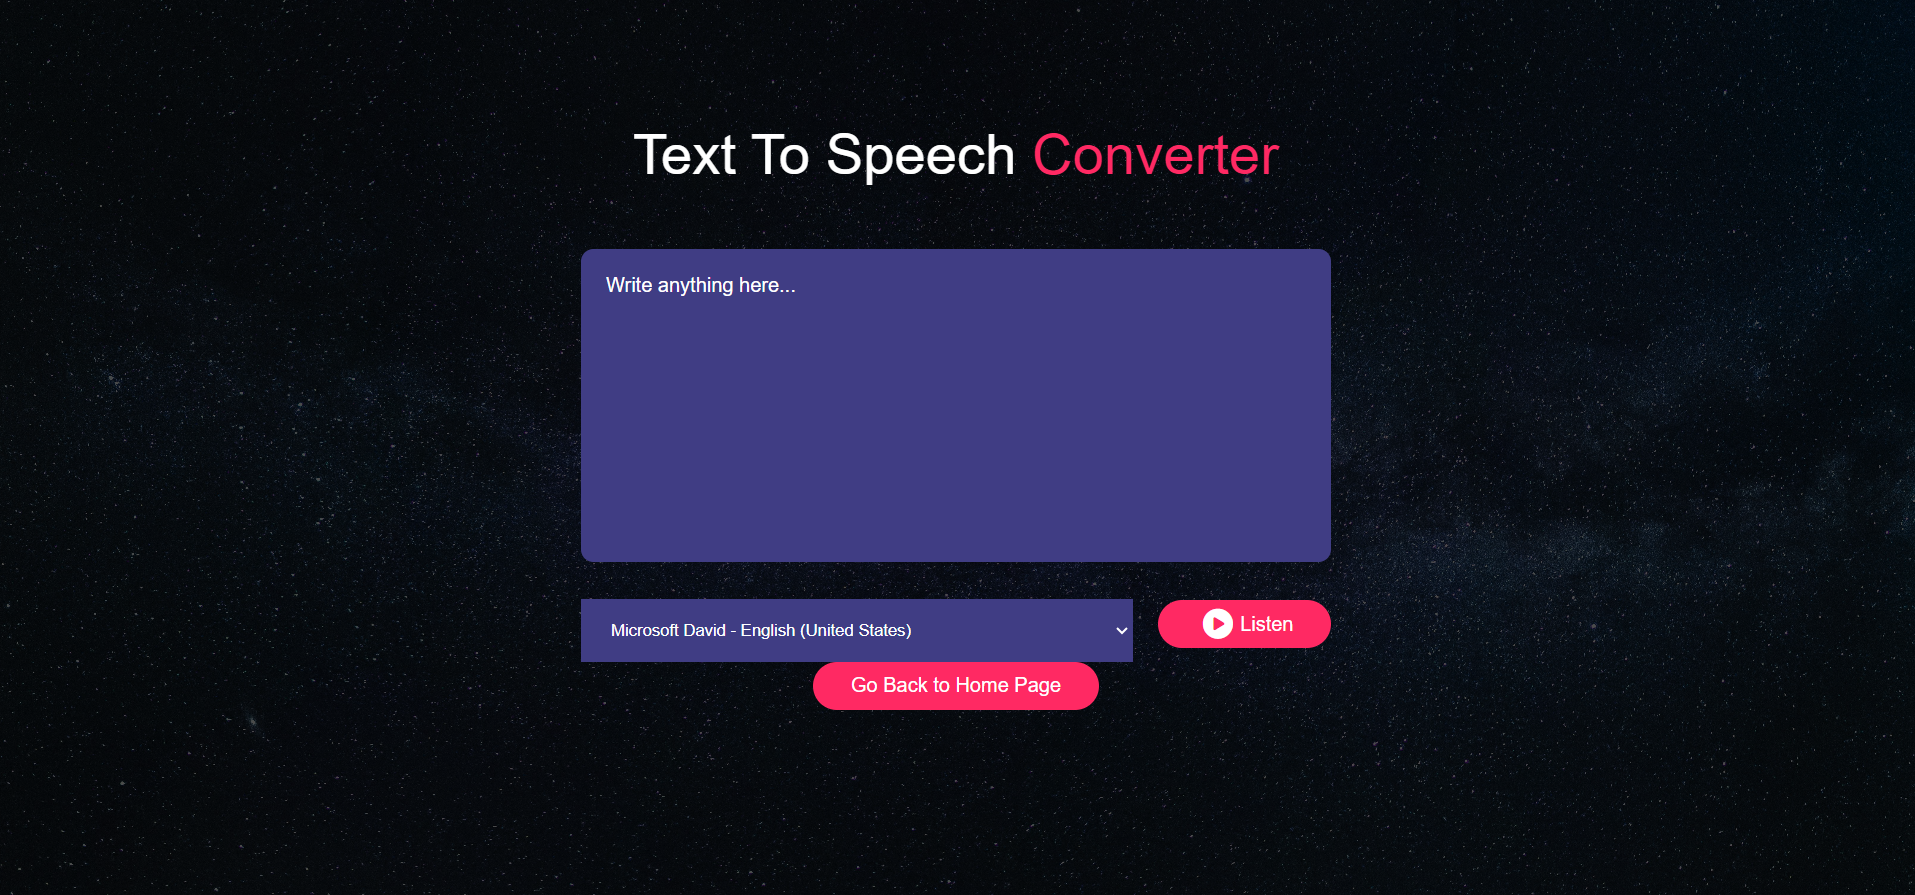 Text To Speech Converter
Write anything here...
Microsoft David - English (United States)
Listen
Go Back to Home Page